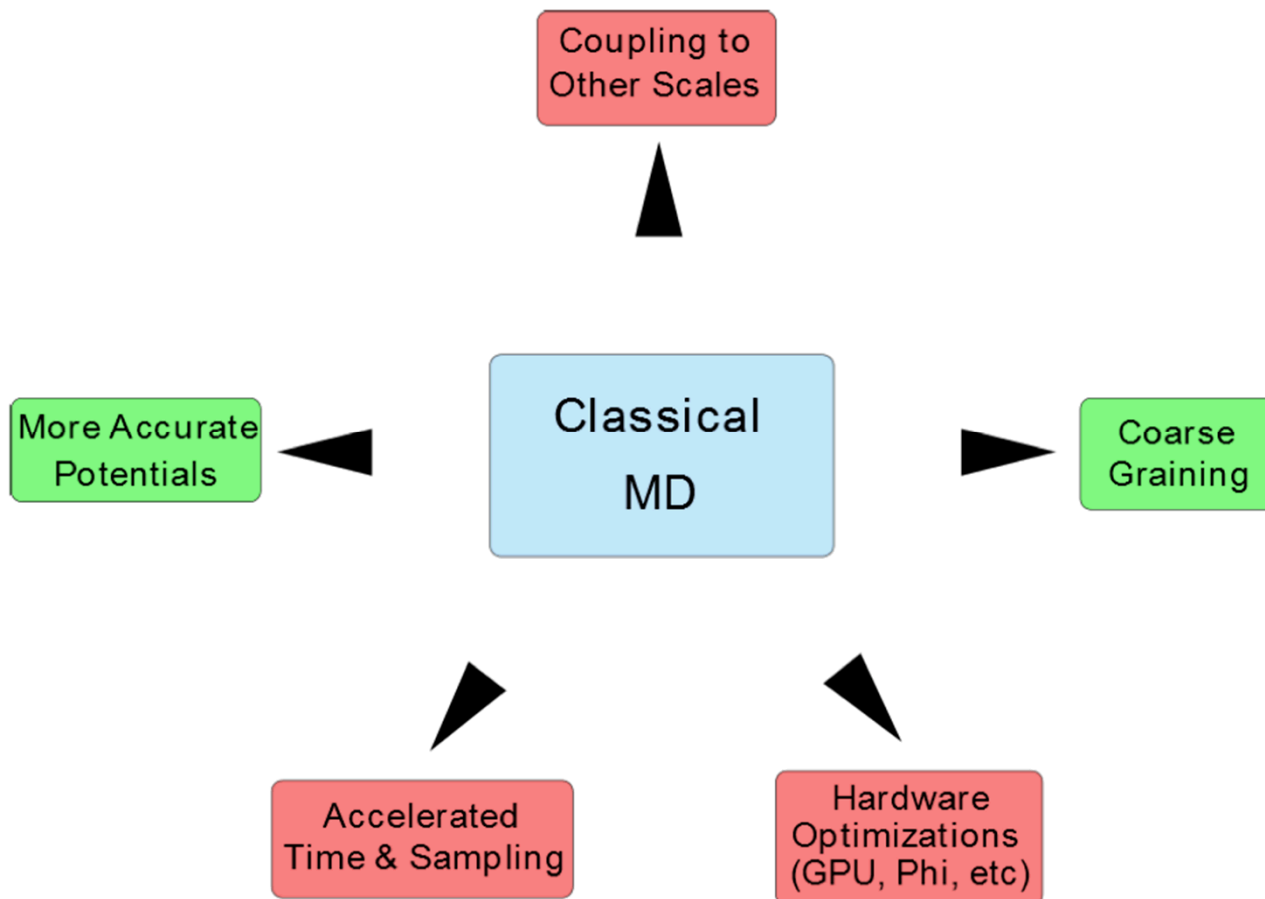 Coupling to
Other Scales
More Accurate
Potentials
Classical
MD
Coarse
Graining
Accelerated
Time & Sampling
Hardware
Optimizations
(GPU, Phi, etc)